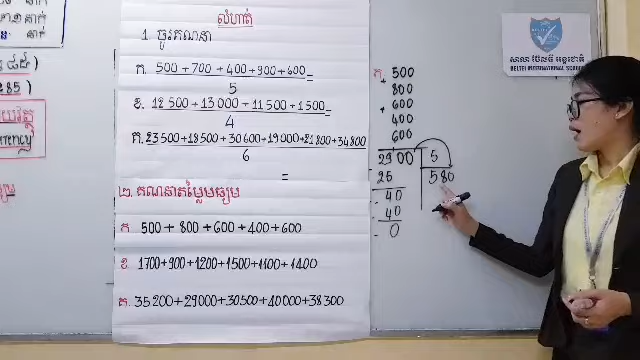 លំហាត់
1. ចូរគណនា
ក. 500 + 700 + 400 + 900 + 600 =
5
ខ. 12 500 + 13 000 + 11 500 + 1 500 =
4
គ. 23 500 + 18 500 + 30 600 + 19 000 + 21 800 + 34 800
6
=
២. គណនាតម្លៃមធ្យម
ក 500 + 800 + 600 + 400 + 600
ខ. 1700 + 900 + 1200 + 1500 + 1100 + 1400
គ. 35 200 + 29 000 + 30 500 + 40 000 + 38 300
ក 500
+ 800
+ 600
400
600
2900 5
- 25 580
40
- 40
- 0
សាលា ប៊ែលធី អន្តរជាតិ
BELTEI INTERNATIONAL SCHOOL